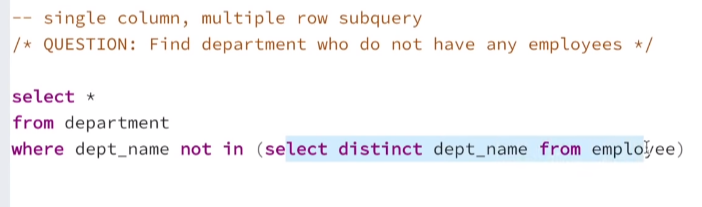 -- single column, multiple row subquery
/* QUESTION: Find department who do not have any employees */
select *
from department
where dept_name not in (select distinct dept_name from employee)